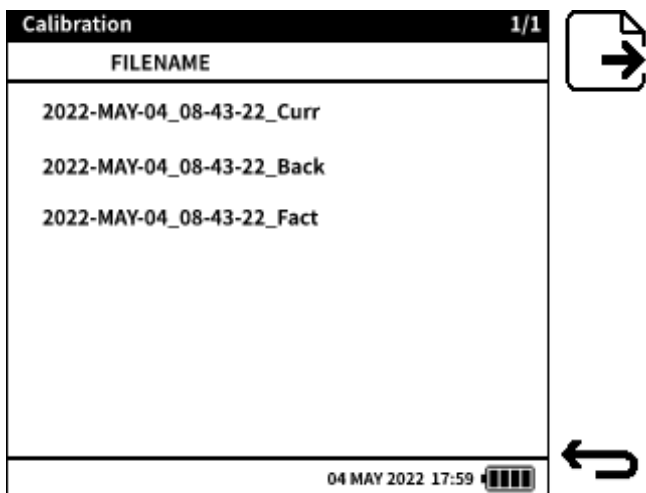 Calibration 1/1
FILENAME
2022-MAY-04_08-43-22_Curr
2022-MAY-04_08-43-22_Back
2022-MAY-04_08-43-22_Fact
04 MAY 2022 17:59